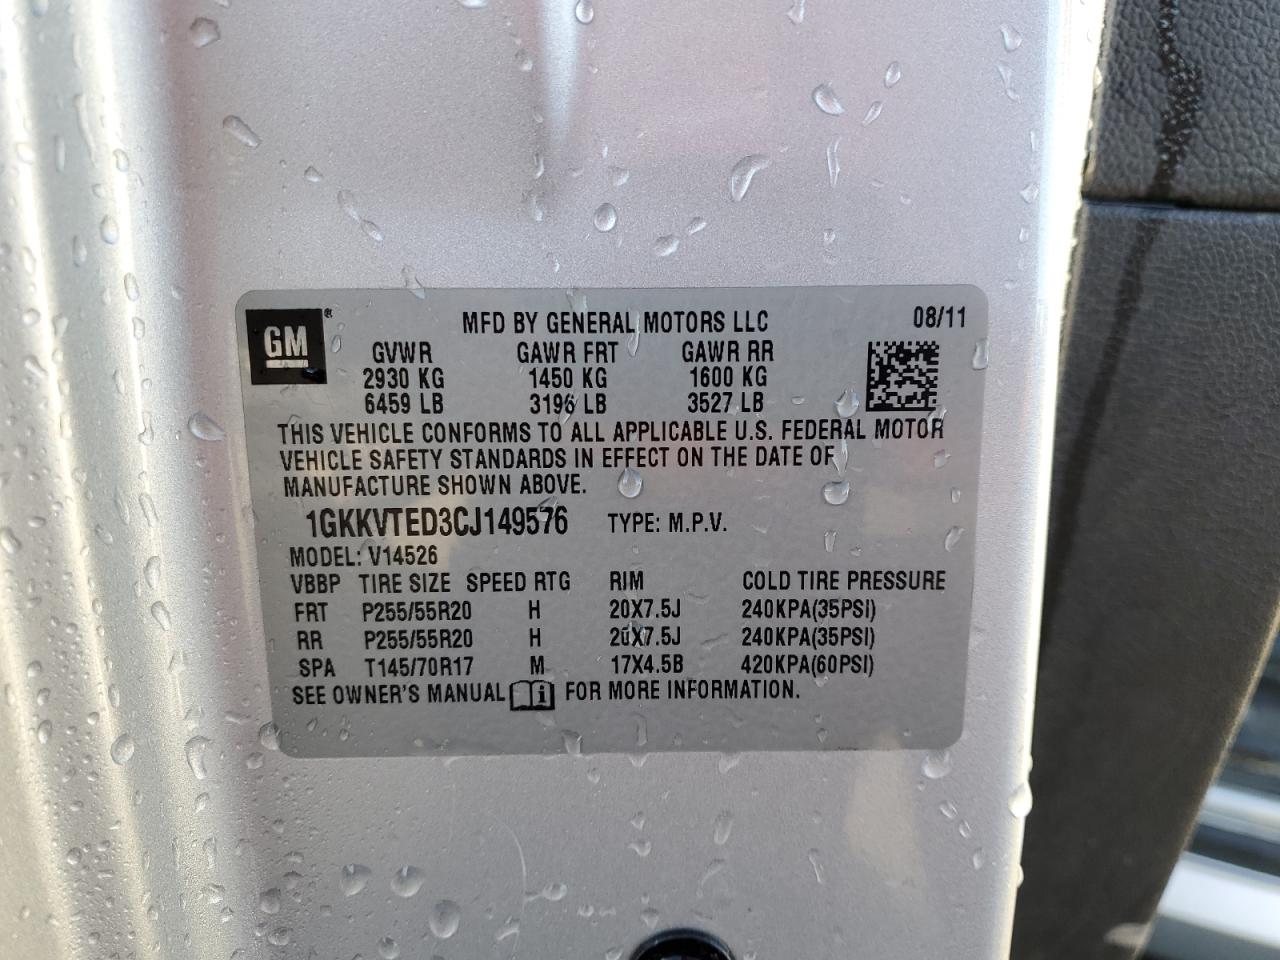 GM ®
MFD BY GENERAL MOTORS LLC 08/11
GVWR GAWR FRT GAWR RR
2930 KG 1450 KG 1600 KG
6459 LB 3196 LB 3527 LB
THIS VEHICLE CONFORMS TO ALL APPLICABLE U.S. FEDERAL MOTOR
VEHICLE SAFETY STANDARDS IN EFFECT ON THE DATE OF
MANUFACTURE SHOWN ABOVE.
1GKKVTED3CJ149576 TYPE: M.P.V.
MODEL: V14526
VBBP TIRE SIZE SPEED RTG RIM COLD TIRE PRESSURE
FRT P255/55R20 H 20X7.5J 240KPA(35PSI)
RR P255/55R20 H 20X7.5J 240KPA(35PSI)
SPA T145/70R17 M 17X4.5B 420KPA(60PSI)
SEE OWNER'S MANUAL i FOR MORE INFORMATION.